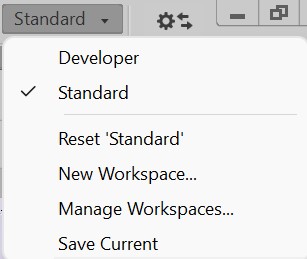 Standard
Developer
Standard
Reset 'Standard'
New Workspace...
Manage Workspaces...
Save Current